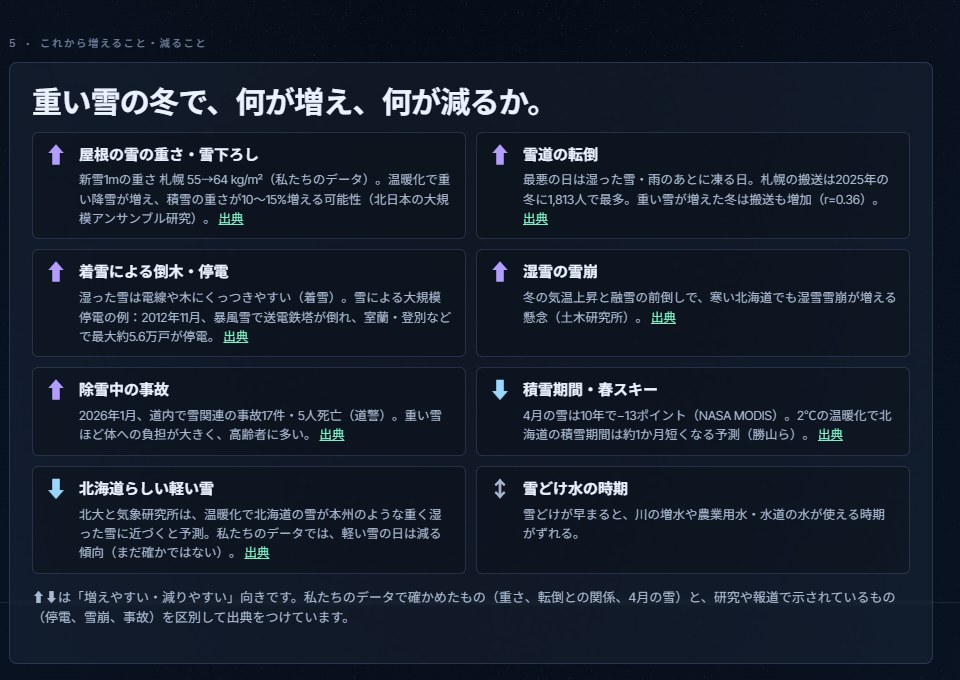 5 · これから増えること・減ること
重い雪の冬で、何が増え、何が減るか。
⬆ 屋根の雪の重さ・雪下ろし
新雪1mの重さ 札幌 55→64 kg/m²（私たちのデータ）。温暖化で重
い降雪が増え、積雪の重さが10〜15%増える可能性（北日本の大規
模アンサンブル研究）。 出典
⬆ 雪道の転倒
最悪の日は湿った雪・雨のあとに凍る日。札幌の搬送は2025年の
冬に1,813人で最多。重い雪が増えた冬は搬送も増加（r=0.36）。
出典
⬆ 着雪による倒木・停電
湿った雪は電線や木にくっつきやすい（着雪）。雪による大規模
停電の例：2012年11月、暴風雪で送電鉄塔が倒れ、室蘭・登別など
で最大約5.6万戸が停電。 出典
⬆ 湿雪の雪崩
冬の気温上昇と融雪の前倒しで、寒い北海道でも湿雪雪崩が増える
懸念（土木研究所）。 出典
⬆ 除雪中の事故
2026年1月、道内で雪関連の事故17件・5人死亡（道警）。重い雪
ほど体への負担が大きく、高齢者に多い。 出典
⬇ 積雪期間・春スキー
4月の雪は10年で−13ポイント（NASA MODIS）。2℃の温暖化で北
海道の積雪期間は約1か月短くなる予測（勝山ら）。 出典
⬇ 北海道らしい軽い雪
北大と気象研究所は、温暖化で北海道の雪が本州のような重く湿
った雪に近づくと予測。私たちのデータでは、軽い雪の日は減る
傾向（まだ確かではない）。 出典
↕ 雪どけ水の時期
雪どけが早まると、川の増水や農業用水・水道の水が使える時期
がずれる。
⬆⬇は「増えやすい・減りやすい」向きです。私たちのデータで確かめたもの（重さ、転倒との関係、4月の雪）と、研究や報道で示されているもの
（停電、雪崩、事故）を区別して出典をつけています。